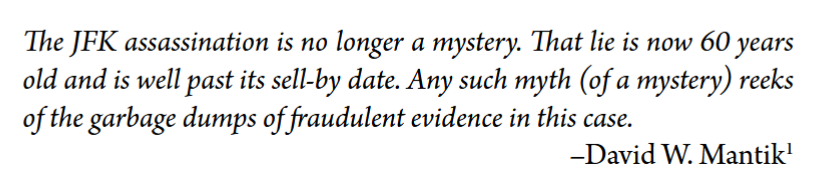 The JFK assassination is no longer a mystery. That lie is now 60 years
old and is well past its sell-by date. Any such myth (of a mystery) reeks
of the garbage dumps of fraudulent evidence in this case.
–David W. Mantik¹